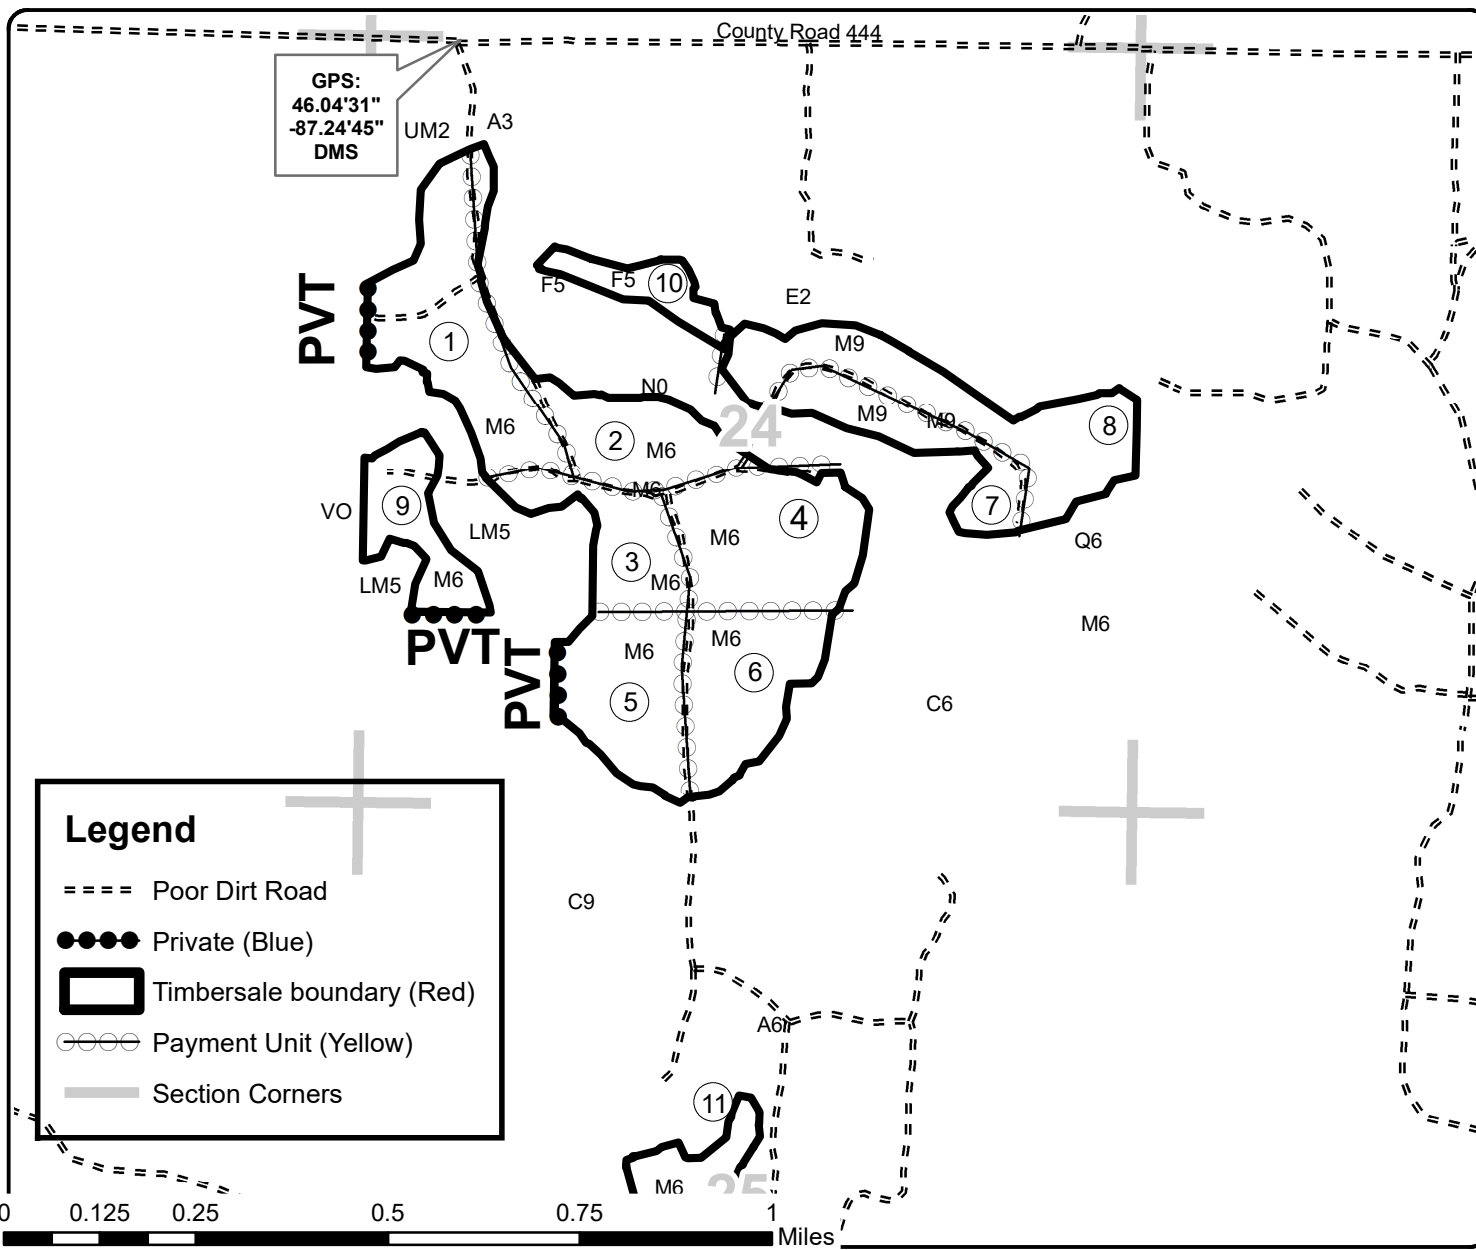 County Road 444
GPS:
46.04'31"
-87.24'45"
DMS
UM2
A3
PVT
1
F5
F5
10
E2
M9
N0
M9
M9
8
24
M6
2
M6
M6
VO
9
LM5
4
7
M6
Q6
3
M6
LM5
M6
PVT
M6
M6
M6
PVT
6
5
C6
Legend
Poor Dirt Road
Private (Blue)
Timbersale boundary (Red)
Payment Unit (Yellow)
Section Corners
C9
A6
11
M6
25
0
0.125
0.25
0.5
0.75
1
Miles